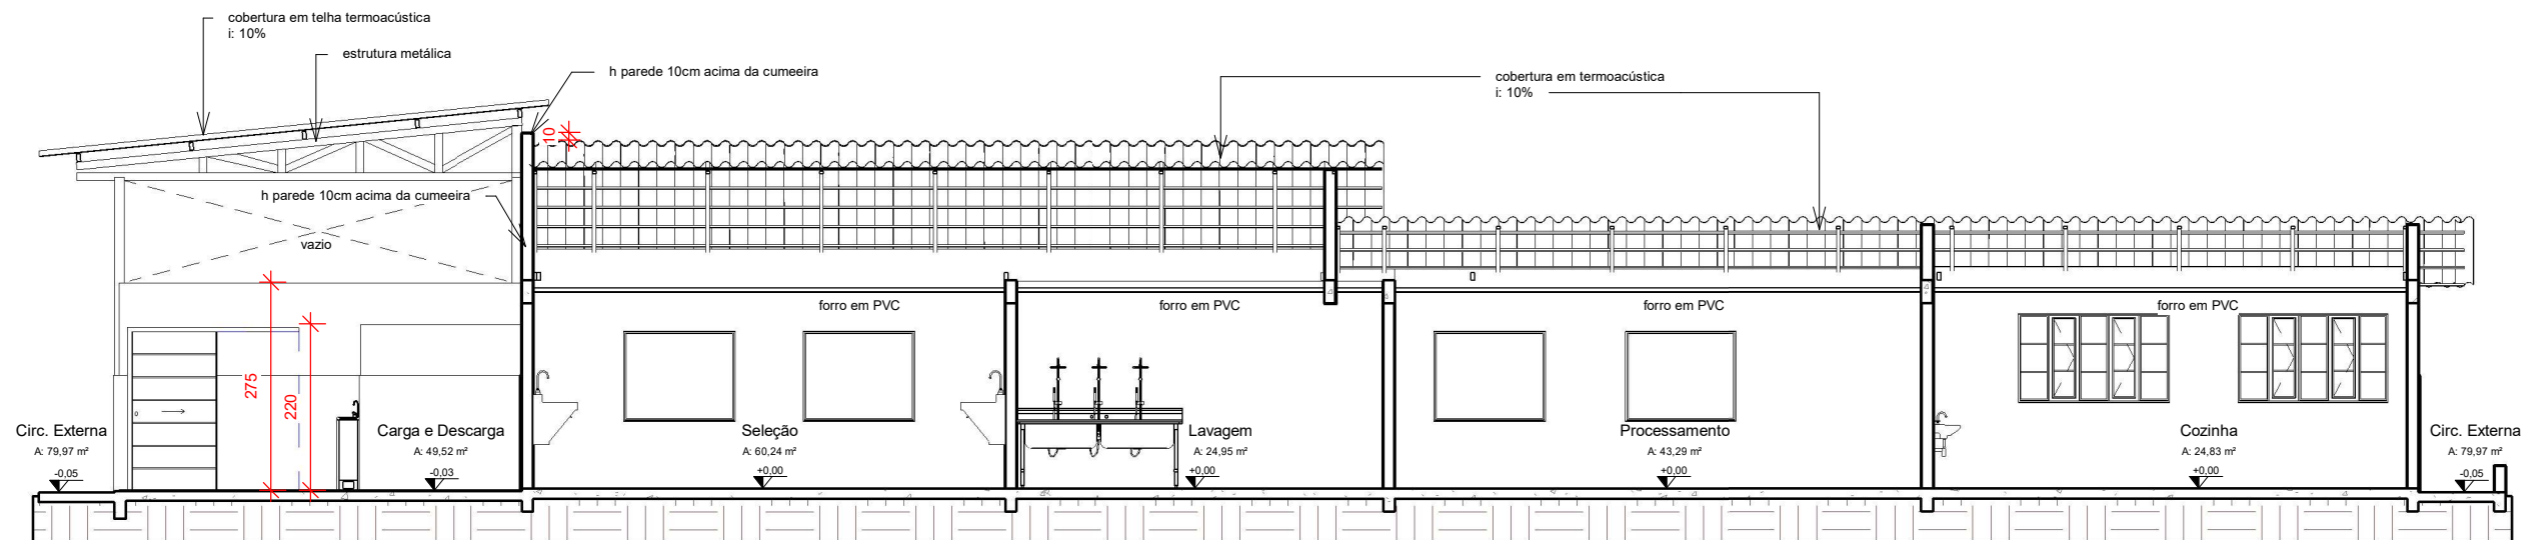 cobertura em telha termoacústica
i: 10%
estrutura metálica
h parede 10cm acima da cumeeira
cobertura em termoacústica
i: 10%
10
h parede 10cm acima da cumeeira
vazio
forro em PVC
forro em PVC
forro em PVC
forro em PVC
275
220
Circ. Externa
A: 79,97 m²
-0,05
Carga e Descarga
A: 49,52 m²
-0,03
Seleção
A: 60,24 m²
+0,00
Lavagem
A: 24,95 m²
+0,00
Processamento
A: 43,29 m²
+0,00
Cozinha
A: 24,83 m²
+0,00
Circ. Externa
A: 79,97 m²
-0,05